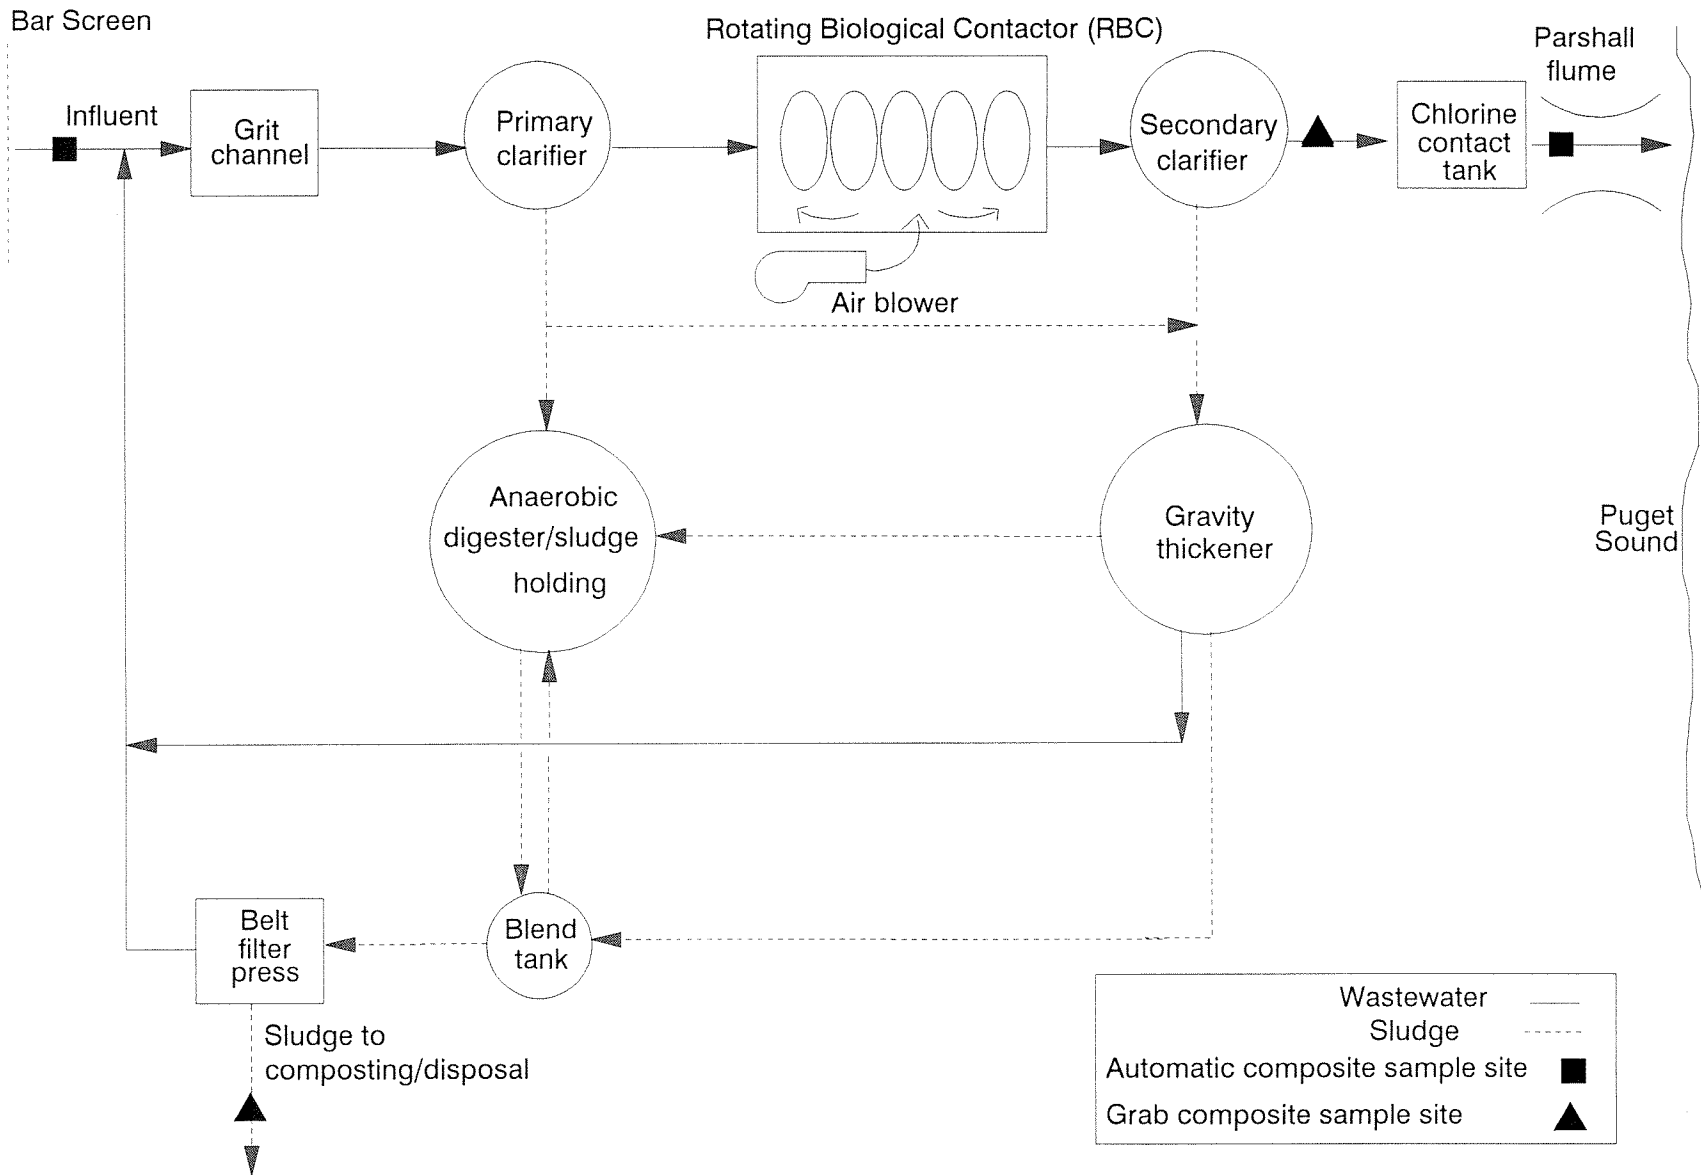 Bar Screen
Rotating Biological Contactor (RBC)
Parshall
flume
Influent
Grit
channel
Primary
clarifier
Secondary
clarifier
Chlorine
contact
tank
Air blower
Anaerobic
digester/sludge
holding
Gravity
thickener
Puget
Sound
Belt
filter
press
Blend
tank
Sludge to
composting/disposal
Wastewater
Sludge
Automatic composite sample site
Grab composite sample site